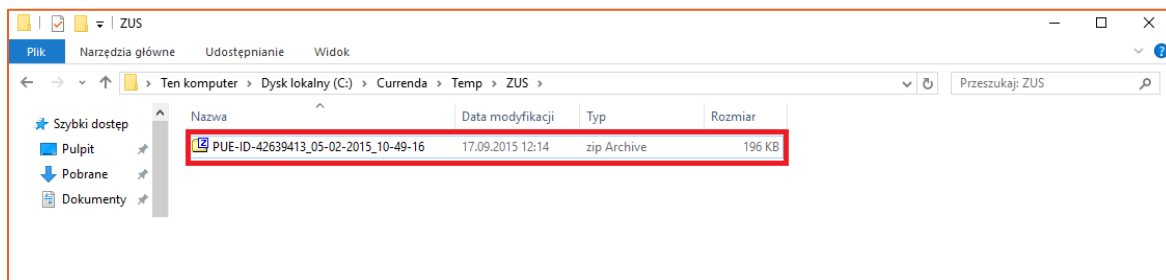 ZUS
Plik Narzędzia główne Udostępnianie Widok
Ten komputer > Dysk lokalny (C:) > Currenda > Temp > ZUS >
Przeszukaj: ZUS
Szybki dostęp
Pulpit
Pobrane
Dokumenty
Nazwa Data modyfikacji Typ Rozmiar
PUE-ID-42639413_05-02-2015_10-49-16 17.09.2015 12:14 zip Archive 196 KB